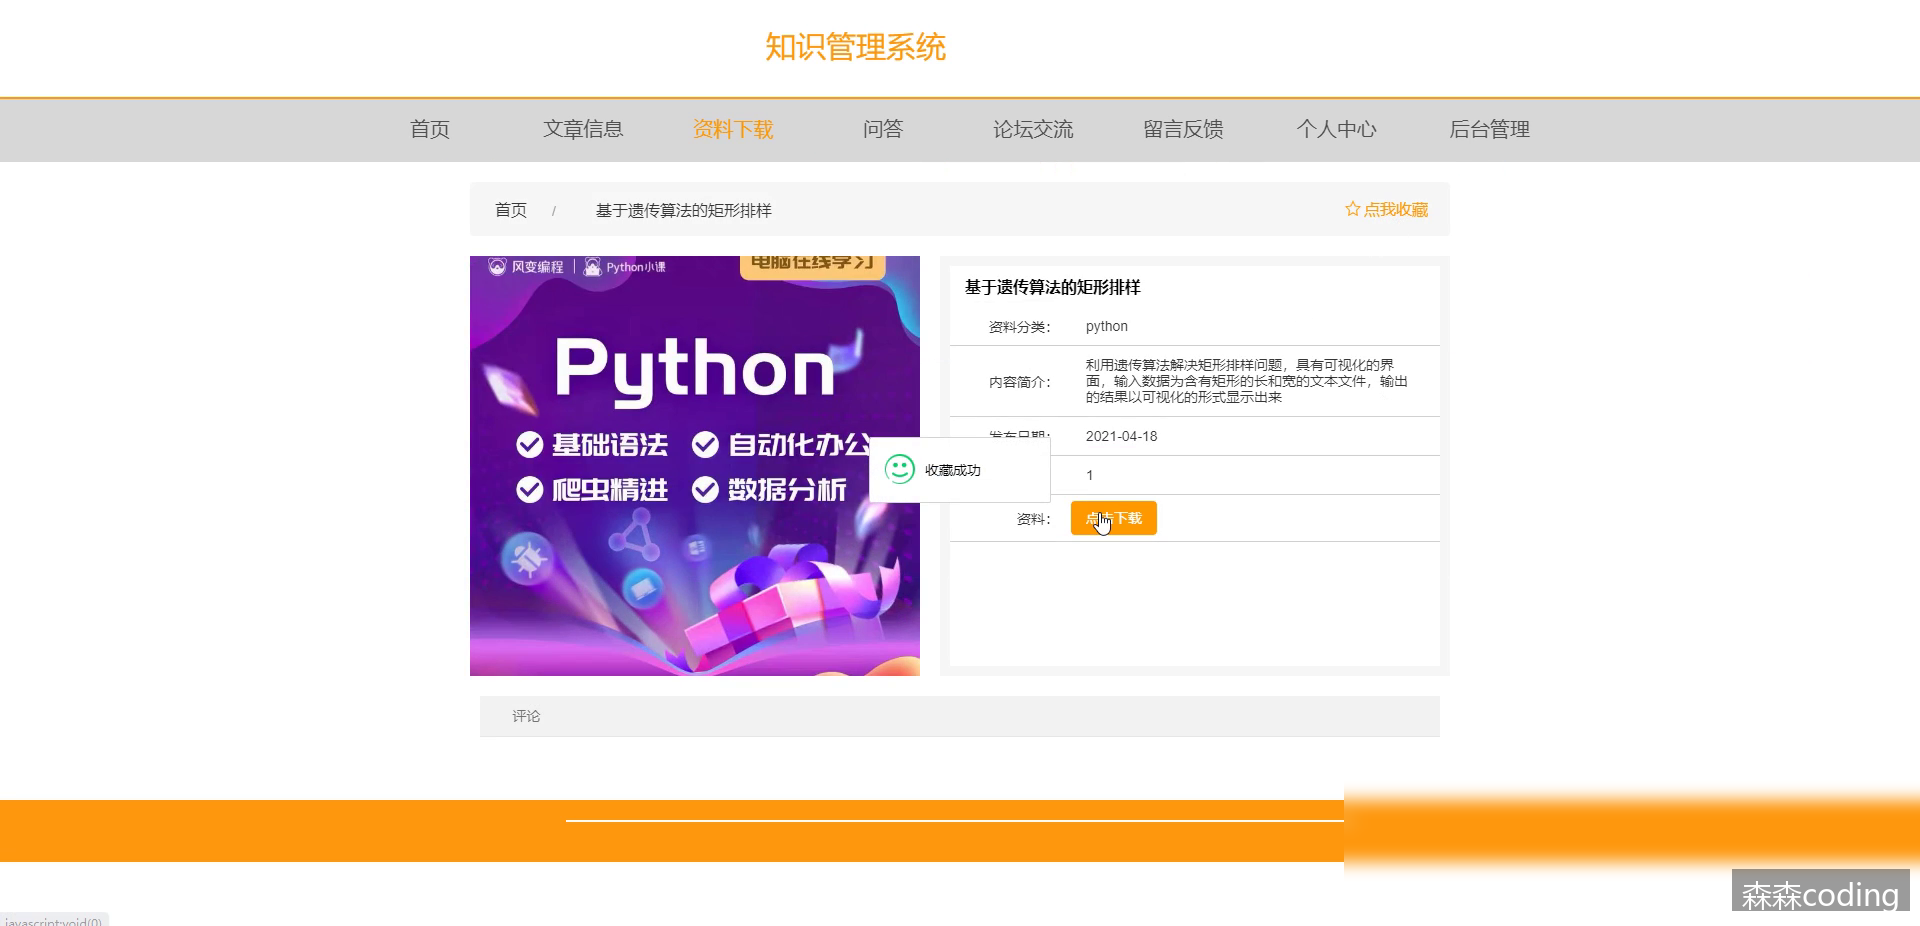 知识管理系统
首页 文章信息 资料下载 问答 论坛交流 留言反馈 个人中心 后台管理
首页 / 基于遗传算法的矩形排样 点我收藏
风变编程 | Python小课
电脑在线学习
Python
基础语法 自动化办公
爬虫精进 数据分析
基于遗传算法的矩形排样
资料分类: python
内容简介: 利用遗传算法解决矩形排样问题，具有可视化的界
面，输入数据为含有矩形的长和宽的文本文件，输出
的结果以可视化的形式显示出来
发布日期: 2021-04-18
收藏成功
1
资料: 点击下载
评论
森森coding
javascript:void(0)